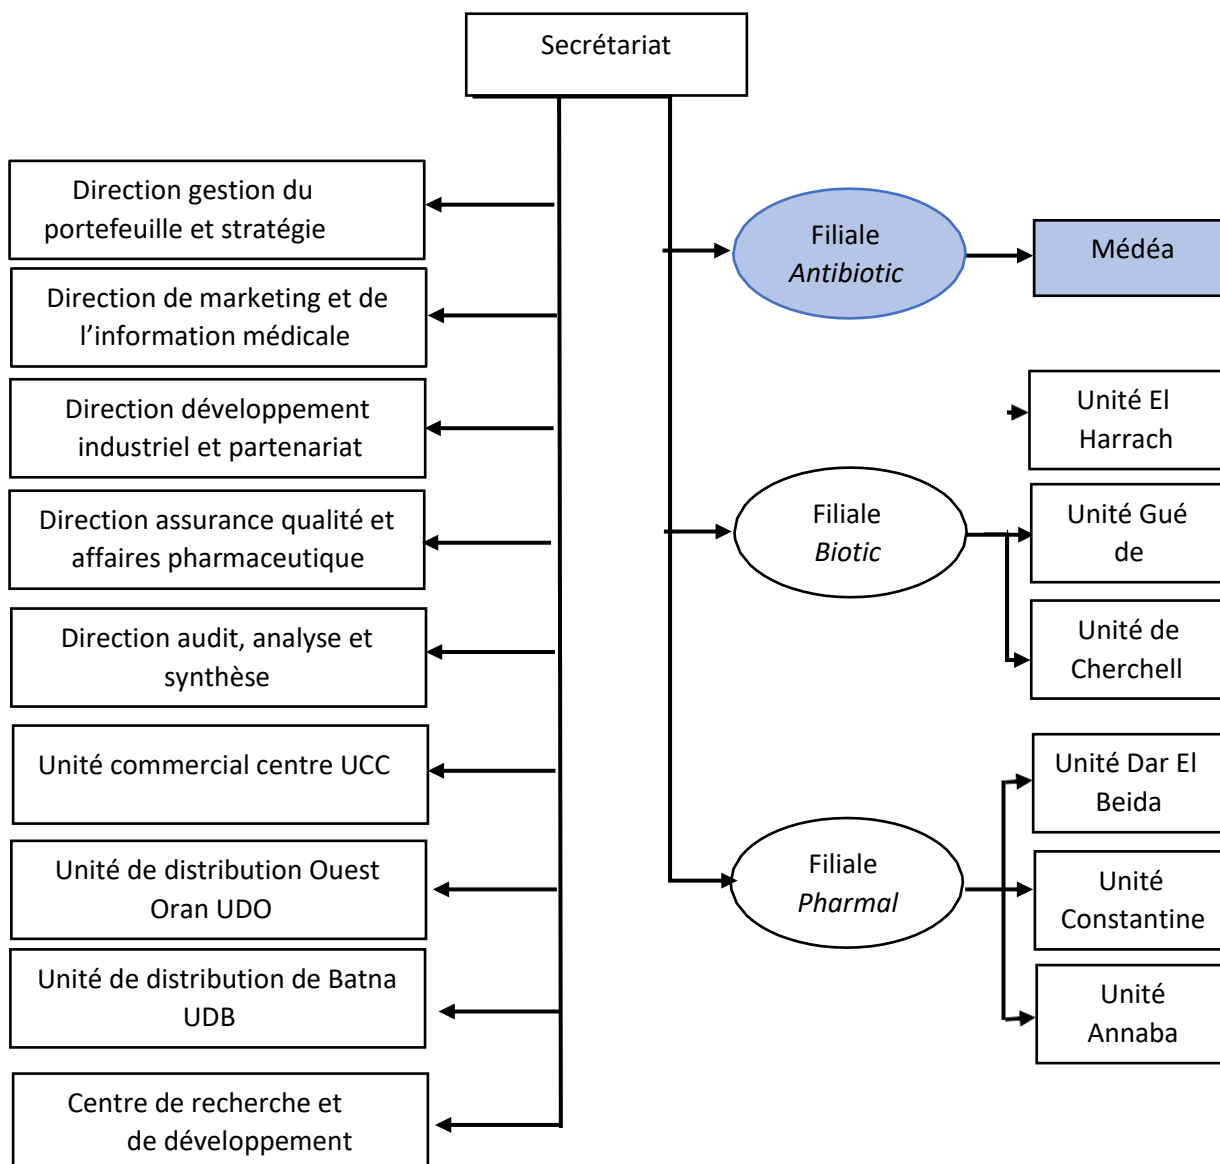 Secrétariat
Direction gestion du
portefeuille et stratégie
Direction de marketing et de
l’information médicale
Direction développement
industriel et partenariat
Direction assurance qualité et
affaires pharmaceutique
Direction audit, analyse et
synthèse
Unité commercial centre UCC
Unité de distribution Ouest
Oran UDO
Unité de distribution de Batna
UDB
Centre de recherche et
de développement
Filiale
Antibiotic
Médéa
Filiale
Biotic
Unité El
Harrach
Unité Gué
de
Unité de
Cherchell
Filiale
Pharmal
Unité Dar El
Beida
Unité
Constantine
Unité
Annaba